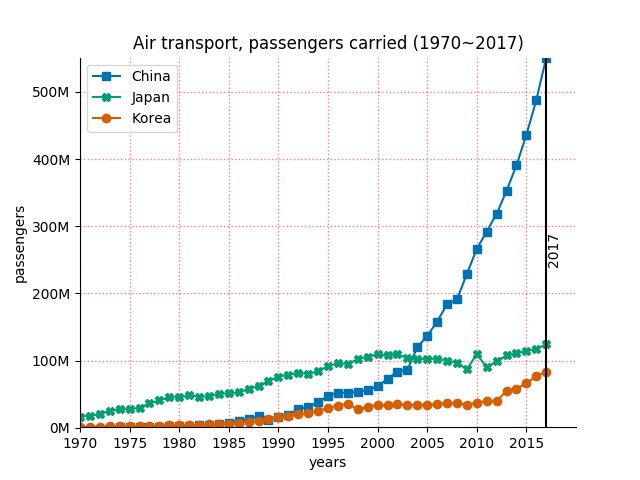 Air transport, passengers carried (1970~2017)
China
Japan
Korea
500M
400M
300M
200M
100M
0M
passengers
2017
1970 1975 1980 1985 1990 1995 2000 2005 2010 2015
years